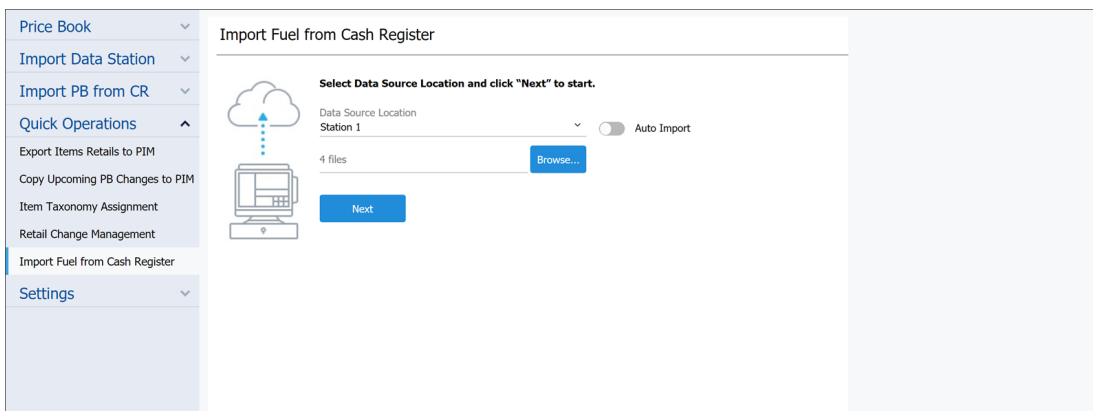 Price Book
Import Data Station
Import PB from CR
Quick Operations
Export Items Retails to PIM
Copy Upcoming PB Changes to PIM
Item Taxonomy Assignment
Retail Change Management
Import Fuel from Cash Register
Settings
Import Fuel from Cash Register
Select Data Source Location and click “Next” to start.
Data Source Location
Station 1
Auto Import
4 files
Browse...
Next